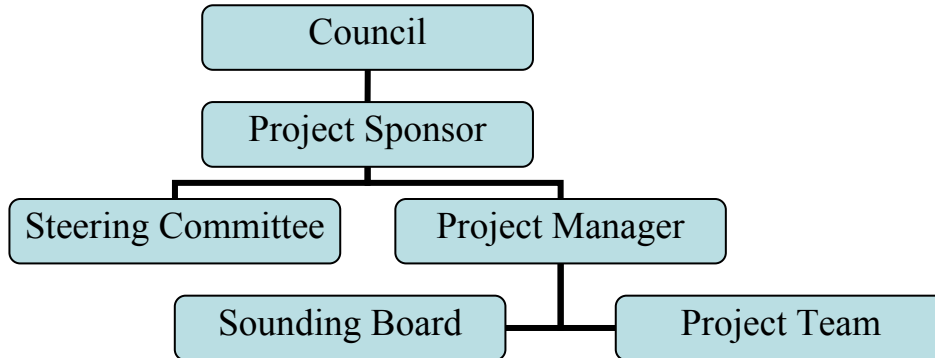 Council
Project Sponsor
Steering Committee
Project Manager
Sounding Board
Project Team